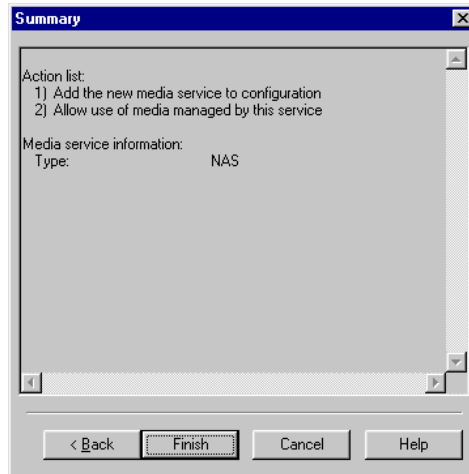 Summary
Action list:
1) Add the new media service to configuration
2) Allow use of media managed by this service
Media service information:
Type: NAS
< Back Finish Cancel Help